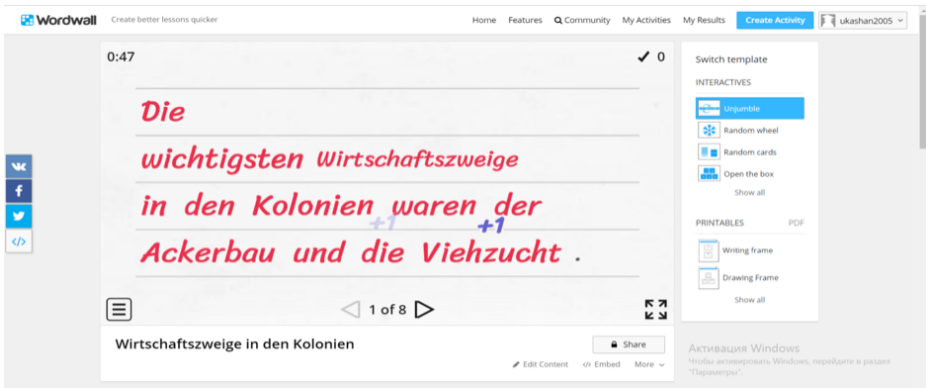 Wordwall Create better lessons quicker Home Features Community My Activities My Results Create Activity ukashan2005
0:47 ✓ 0
Die
wichtigsten Wirtschaftszweige
in den Kolonien waren der
+1 +1
Ackerbau und die Viehzucht .
1 of 8
Wirtschaftszweige in den Kolonien
Share
Edit Content </> Embed More
Switch template
INTERACTIVES
Unjumble
Random wheel
Random cards
Open the box
Show all
PRINTABLES PDF
Writing frame
Drawing Frame
Show all
Активация Windows
Чтобы активировать Windows, перейдите в раздел
"Параметры".